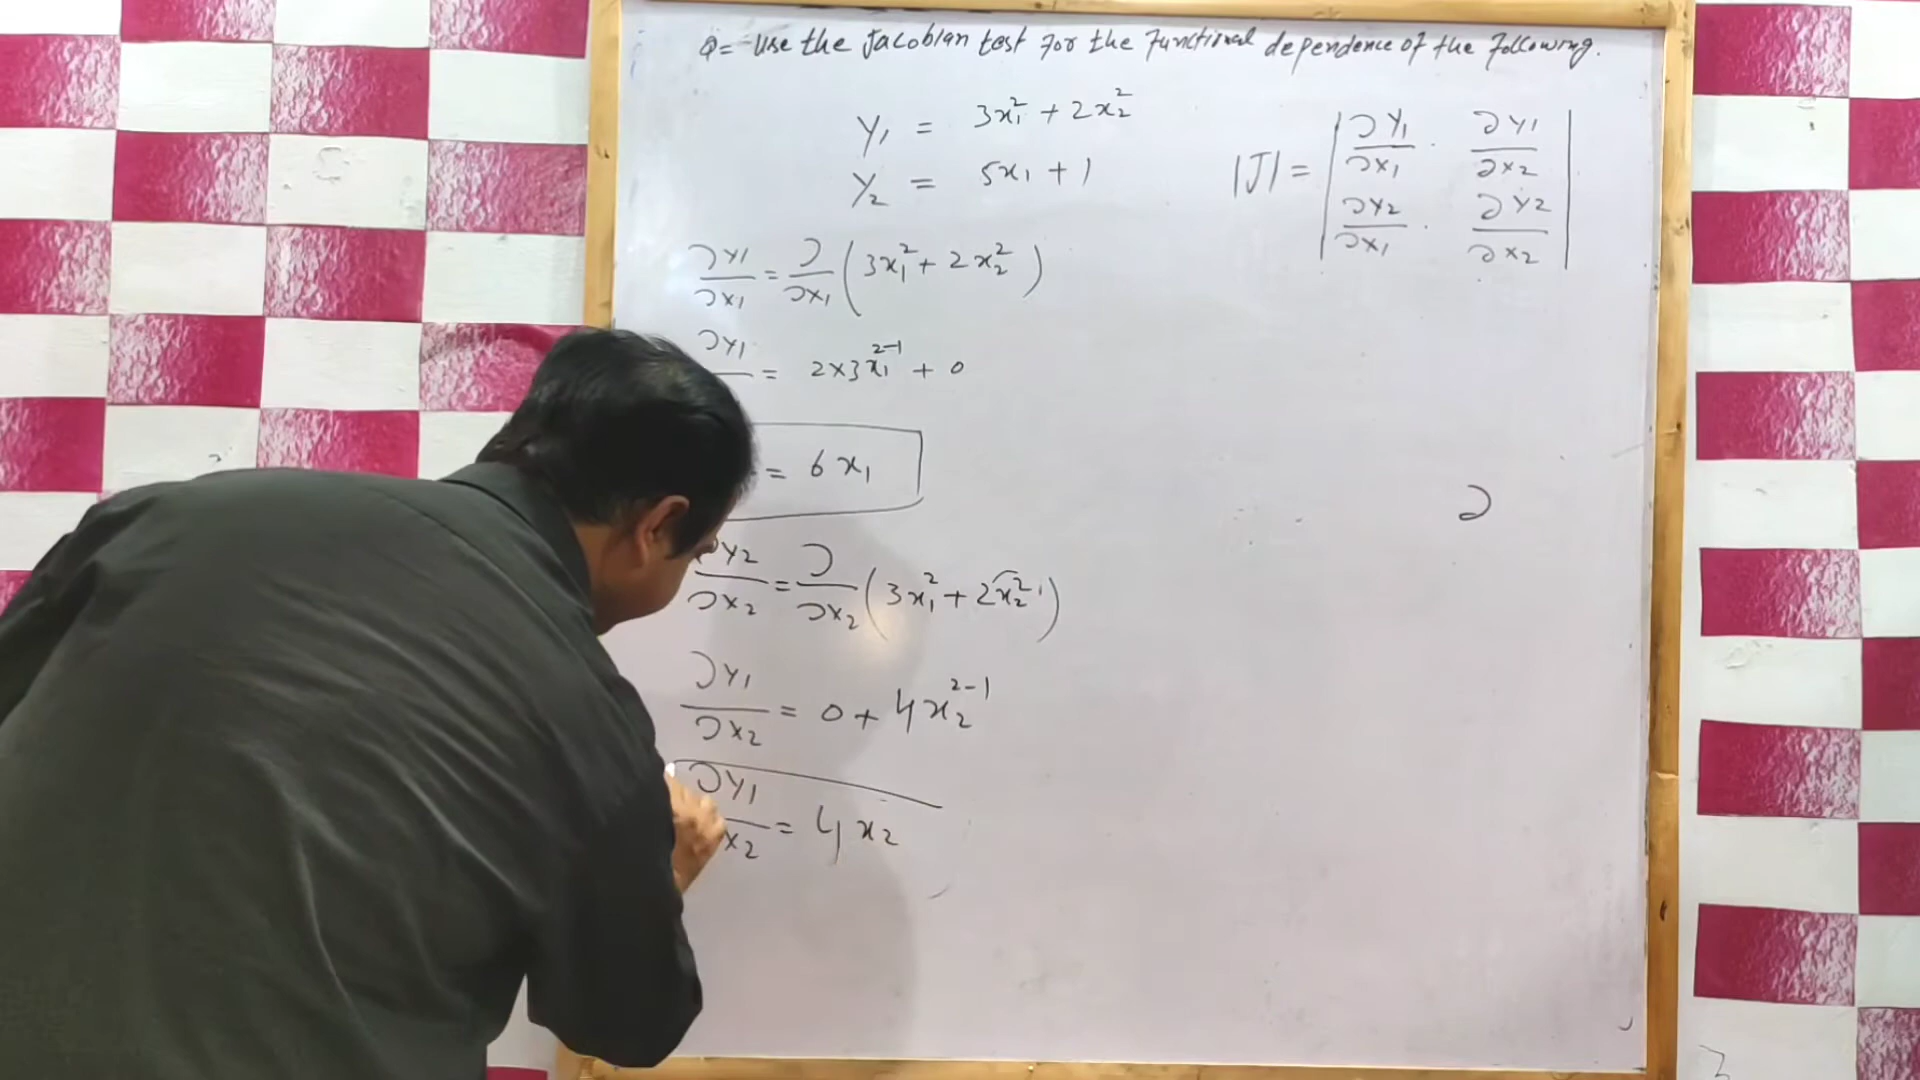 Q= Use the Jacobian test for the functional dependence of the following.
y₁ = 3x₁² + 2x₂²
y₂ = 5x₁ + 1
|J| = | ∂y₁/∂x₁ . ∂y₁/∂x₂ |
| ∂y₂/∂x₁ . ∂y₂/∂x₂ |
∂y₁/∂x₁ = ∂/∂x₁ (3x₁² + 2x₂²)
∂y₁ = 2×3x₁²⁻¹ + 0
= 6x₁
∂y₂/∂x₂ = ∂/∂x₂ (3x₁² + 2x₂²)
∂y₁/∂x₂ = 0 + 4x₂²⁻¹
∂y₁/x₂ = 4x₂
∂